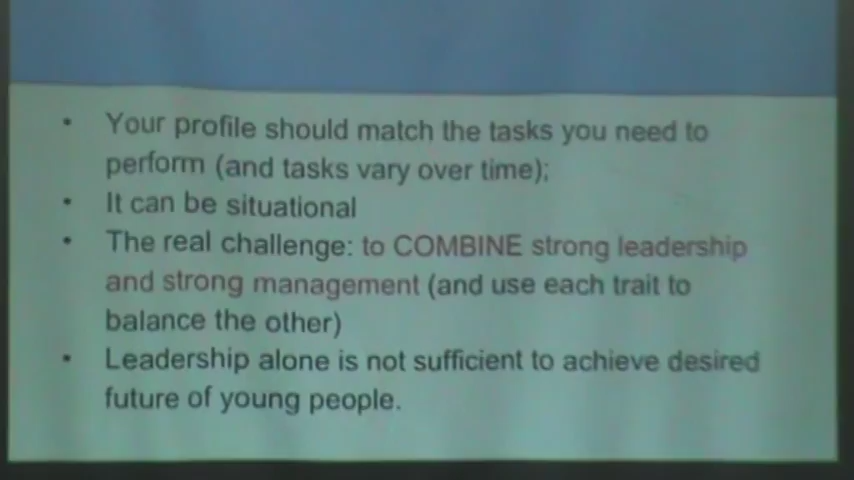 • Your profile should match the tasks you need to
perform (and tasks vary over time);
• It can be situational
• The real challenge: to COMBINE strong leadership
and strong management (and use each trait to
balance the other)
• Leadership alone is not sufficient to achieve desired
future of young people.